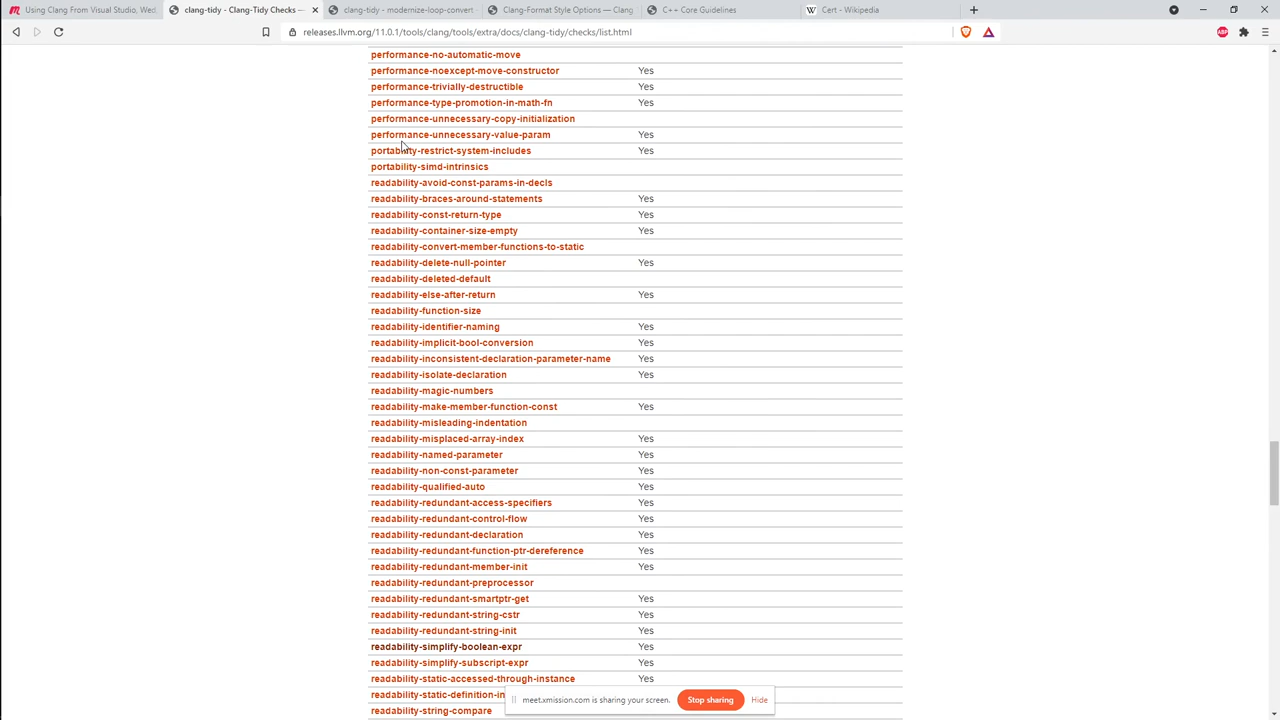 Using Clang From Visual Studio, Wed
clang-tidy - Clang-Tidy Checks —
clang-tidy - modernize-loop-convert
Clang-Format Style Options — Clang
C++ Core Guidelines
Cert - Wikipedia
releases.llvm.org/11.0.1/tools/clang/tools/extra/docs/clang-tidy/checks/list.html
ABP
performance-no-automatic-move
performance-noexcept-move-constructor Yes
performance-trivially-destructible Yes
performance-type-promotion-in-math-fn Yes
performance-unnecessary-copy-initialization
performance-unnecessary-value-param Yes
portability-restrict-system-includes Yes
portability-simd-intrinsics
readability-avoid-const-params-in-decls
readability-braces-around-statements Yes
readability-const-return-type Yes
readability-container-size-empty Yes
readability-convert-member-functions-to-static
readability-delete-null-pointer Yes
readability-deleted-default
readability-else-after-return Yes
readability-function-size
readability-identifier-naming Yes
readability-implicit-bool-conversion Yes
readability-inconsistent-declaration-parameter-name Yes
readability-isolate-declaration Yes
readability-magic-numbers
readability-make-member-function-const Yes
readability-misleading-indentation
readability-misplaced-array-index Yes
readability-named-parameter Yes
readability-non-const-parameter Yes
readability-qualified-auto Yes
readability-redundant-access-specifiers Yes
readability-redundant-control-flow Yes
readability-redundant-declaration Yes
readability-redundant-function-ptr-dereference Yes
readability-redundant-member-init Yes
readability-redundant-preprocessor
readability-redundant-smartptr-get Yes
readability-redundant-string-cstr Yes
readability-redundant-string-init Yes
readability-simplify-boolean-expr Yes
readability-simplify-subscript-expr Yes
readability-static-accessed-through-instance Yes
readability-static-definition-in
meet.xmission.com is sharing your screen. Stop sharing Hide
readability-string-compare